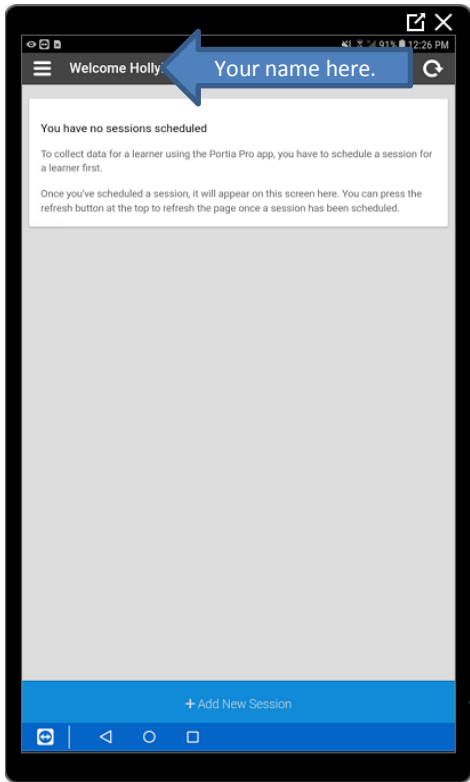 91% 12:26 PM
Welcome Holly! Your name here.
You have no sessions scheduled
To collect data for a learner using the Portia Pro app, you have to schedule a session for
a learner first.
Once you've scheduled a session, it will appear on this screen here. You can press the
refresh button at the top to refresh the page once a session has been scheduled.
+ Add New Session